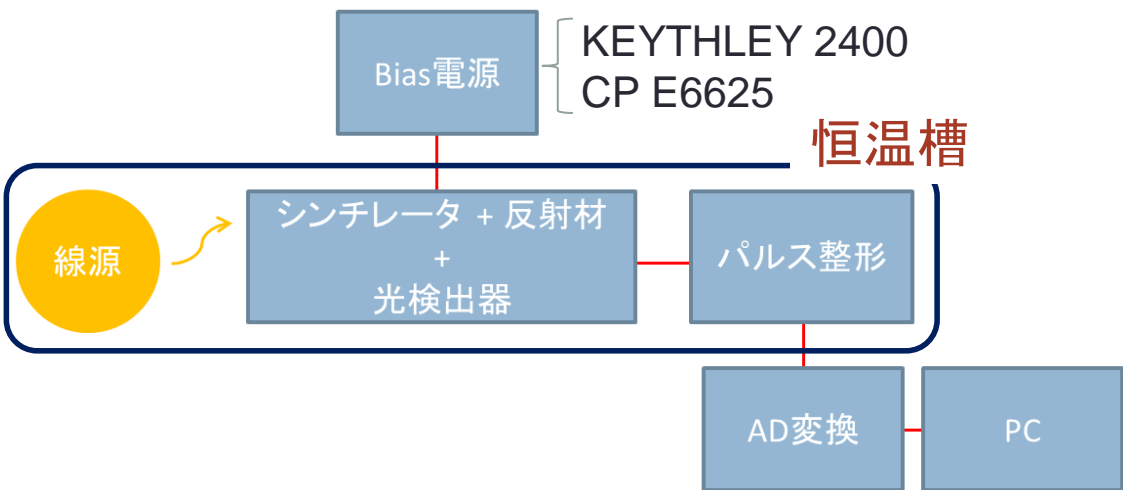 Bias電源
KEYTHLEY 2400
CP E6625
恒温槽
線源
シンチレータ + 反射材
+
光検出器
パルス整形
AD変換
PC